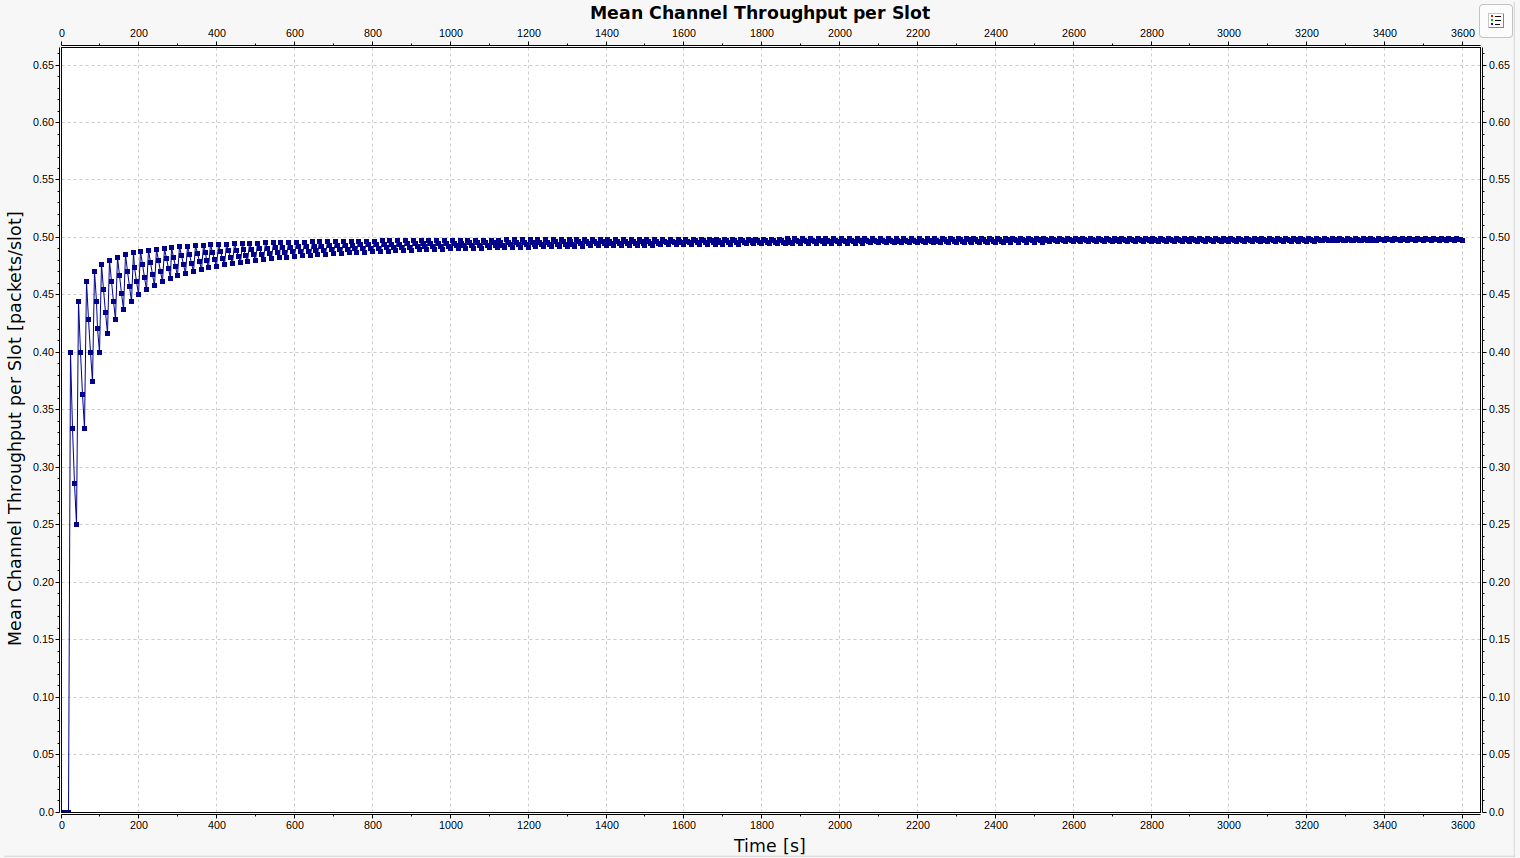 Mean Channel Throughput per Slot
0 200 400 600 800 1000 1200 1400 1600 1800 2000 2200 2400 2600 2800 3000 3200 3400 3600
0.65 0.65
0.60 0.60
0.55 0.55
0.50 0.50
0.45 0.45
0.40 0.40
0.35 0.35
0.30 0.30
0.25 0.25
0.20 0.20
0.15 0.15
0.10 0.10
0.05 0.05
0.0 0.0
Mean Channel Throughput per Slot [packets/slot]
0 200 400 600 800 1000 1200 1400 1600 1800 2000 2200 2400 2600 2800 3000 3200 3400 3600
Time [s]